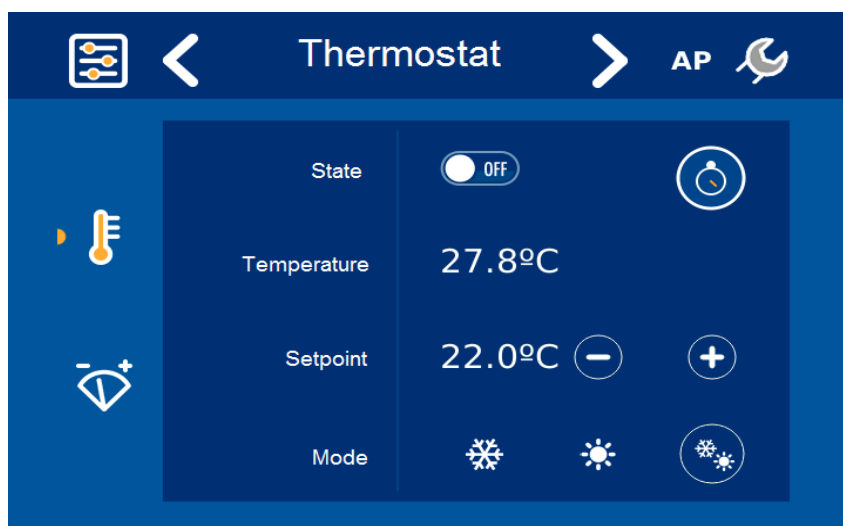 Thermostat
AP
State OFF
Temperature 27.8ºC
Setpoint 22.0ºC
Mode